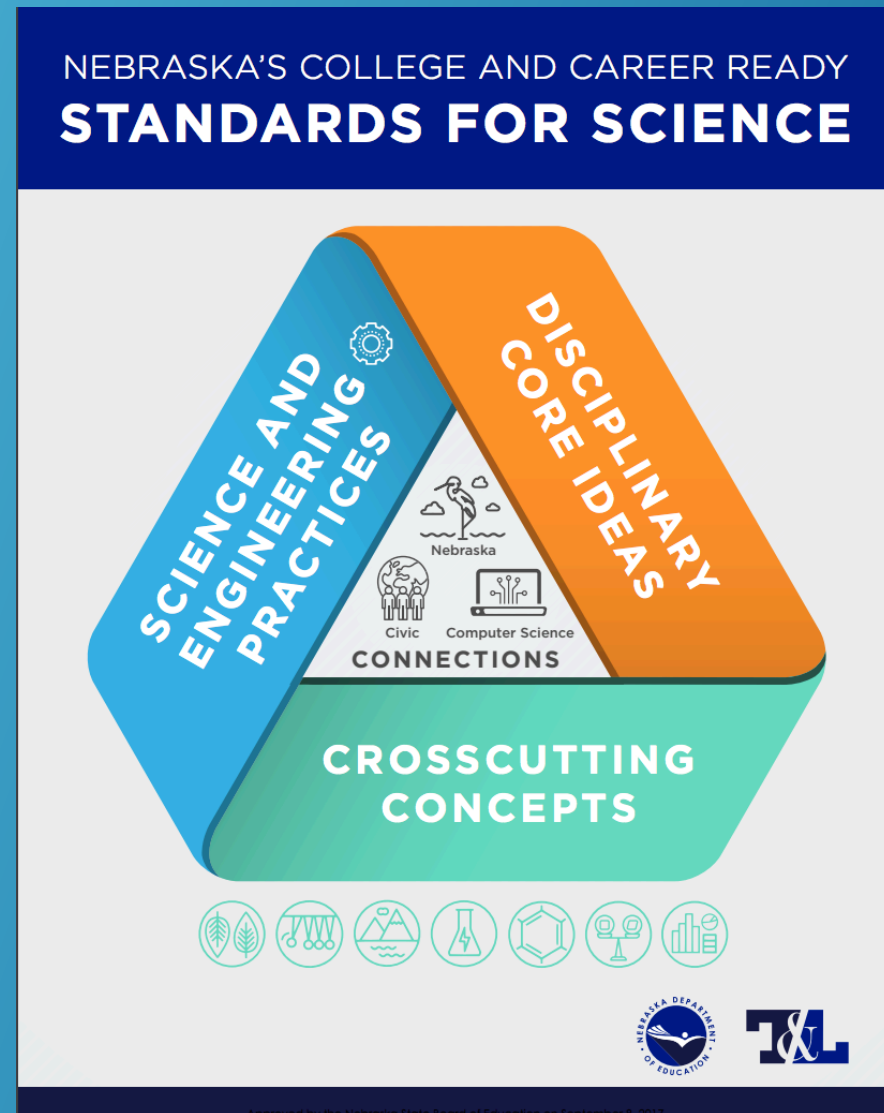 NEBRASKA'S COLLEGE AND CAREER READY
STANDARDS FOR SCIENCE
SCIENCE AND
ENGINEERING
PRACTICES
DISCIPLINARY
CORE IDEAS
Nebraska
Civic
Computer Science
CONNECTIONS
CROSSCUTTING
CONCEPTS
NEBRASKA DEPARTMENT
OF EDUCATION
T&L